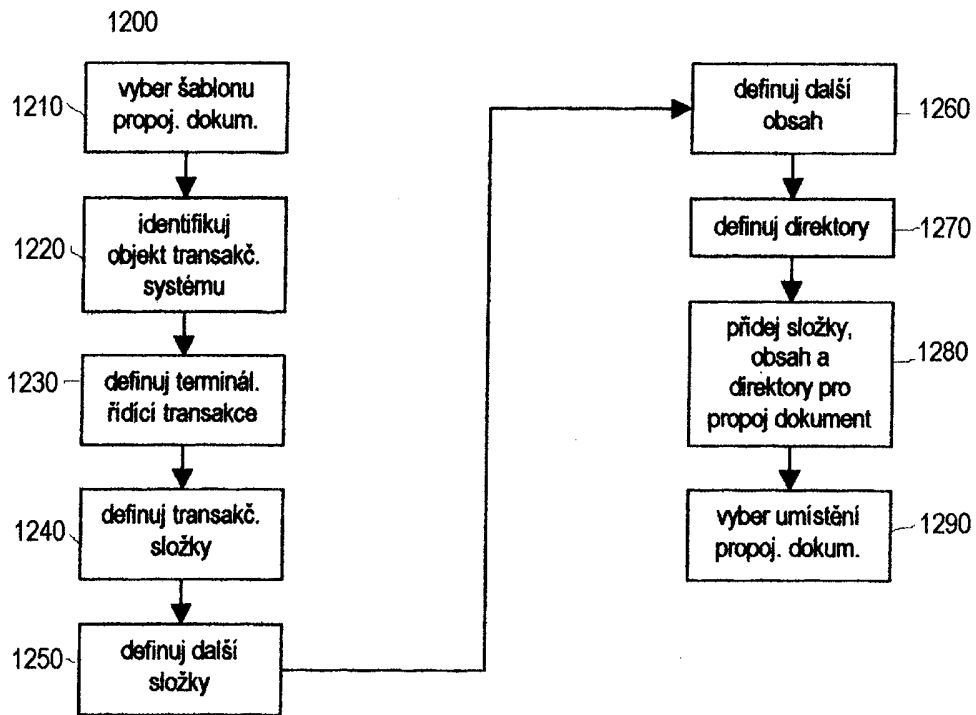 1200
1210
vyber šablonu
propoj. dokum.
1220
identifikuj
objekt transakč.
systému
1230
definuj terminál.
řídící transakce
1240
definuj transakč.
složky
1250
definuj další
složky
definuj další
obsah
1260
definuj direktory
1270
přidej složky,
obsah a
direktory pro
propoj dokument
1280
vyber umístění
propoj. dokum.
1290